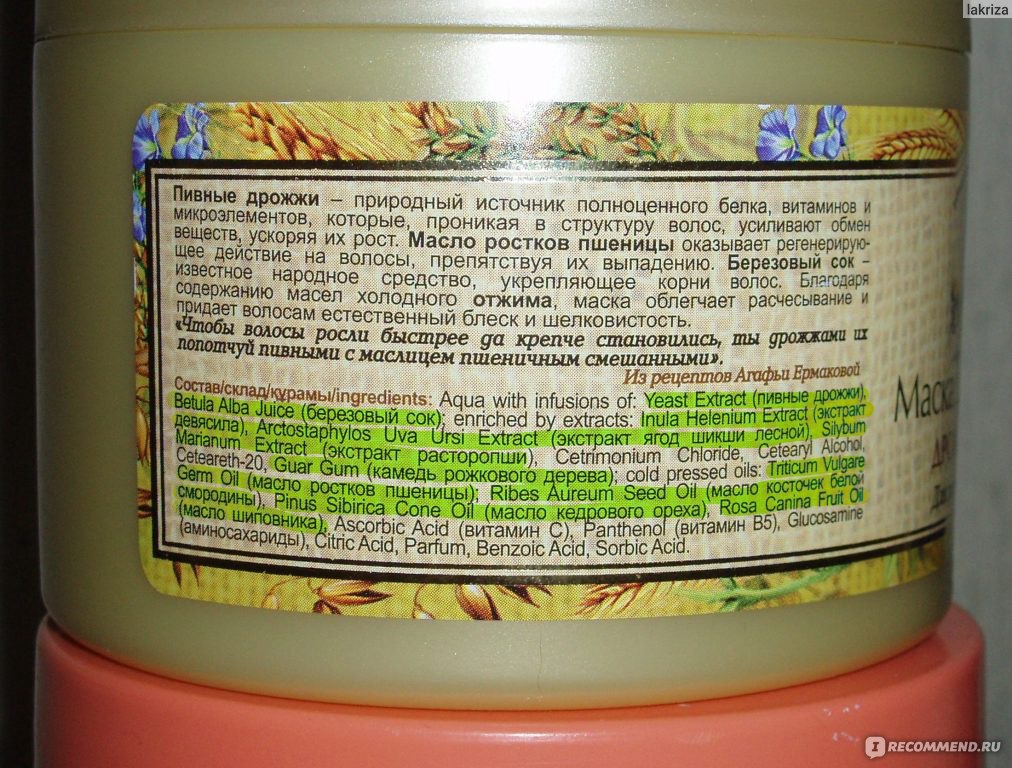 lakriza
Пивные дрожжи – природный источник полноценного белка, витаминов и
микроэлементов, которые, проникая в структуру волос, усиливают обмен
веществ, ускоряя их рост. Масло ростков пшеницы оказывает регенерирую-
щее действие на волосы, препятствуя их выпадению. Березовый сок –
известное народное средство, укрепляющее корни волос. Благодаря
содержанию масел холодного отжима, маска облегчает расчесывание и
придает волосам естественный блеск и шелковистость.
«Чтобы волосы росли быстрее да крепче становились, ты дрожжами их
попотчуй пивными с маслицем пшеничным смешанными».
Из рецептов Агафьи Ермаковой
Состав/склад/құрамы/ingredients: Aqua with infusions of: Yeast Extract (пивные дрожжи),
Betula Alba Juice (березовый сок); enriched by extracts: Inula Helenium Extract (экстракт
девясила), Arctostaphylos Uva Ursi Extract (экстракт ягод шикши лесной), Silybum
Marianum Extract (экстракт расторопши), Cetrimonium Chloride, Cetearyl Alcohol,
Ceteareth-20, Guar Gum (камедь рожкового дерева); cold pressed oils: Triticum Vulgare
Germ Oil (масло ростков пшеницы); Ribes Aureum Seed Oil (масло косточек белой
смородины), Pinus Sibirica Cone Oil (масло кедрового ореха), Rosa Canina Fruit Oil
(масло шиповника), Ascorbic Acid (витамин С), Panthenol (витамин В5), Glucosamine
(аминосахариды), Citric Acid, Parfum, Benzoic Acid, Sorbic Acid.
Маска
IRECOMMEND.RU